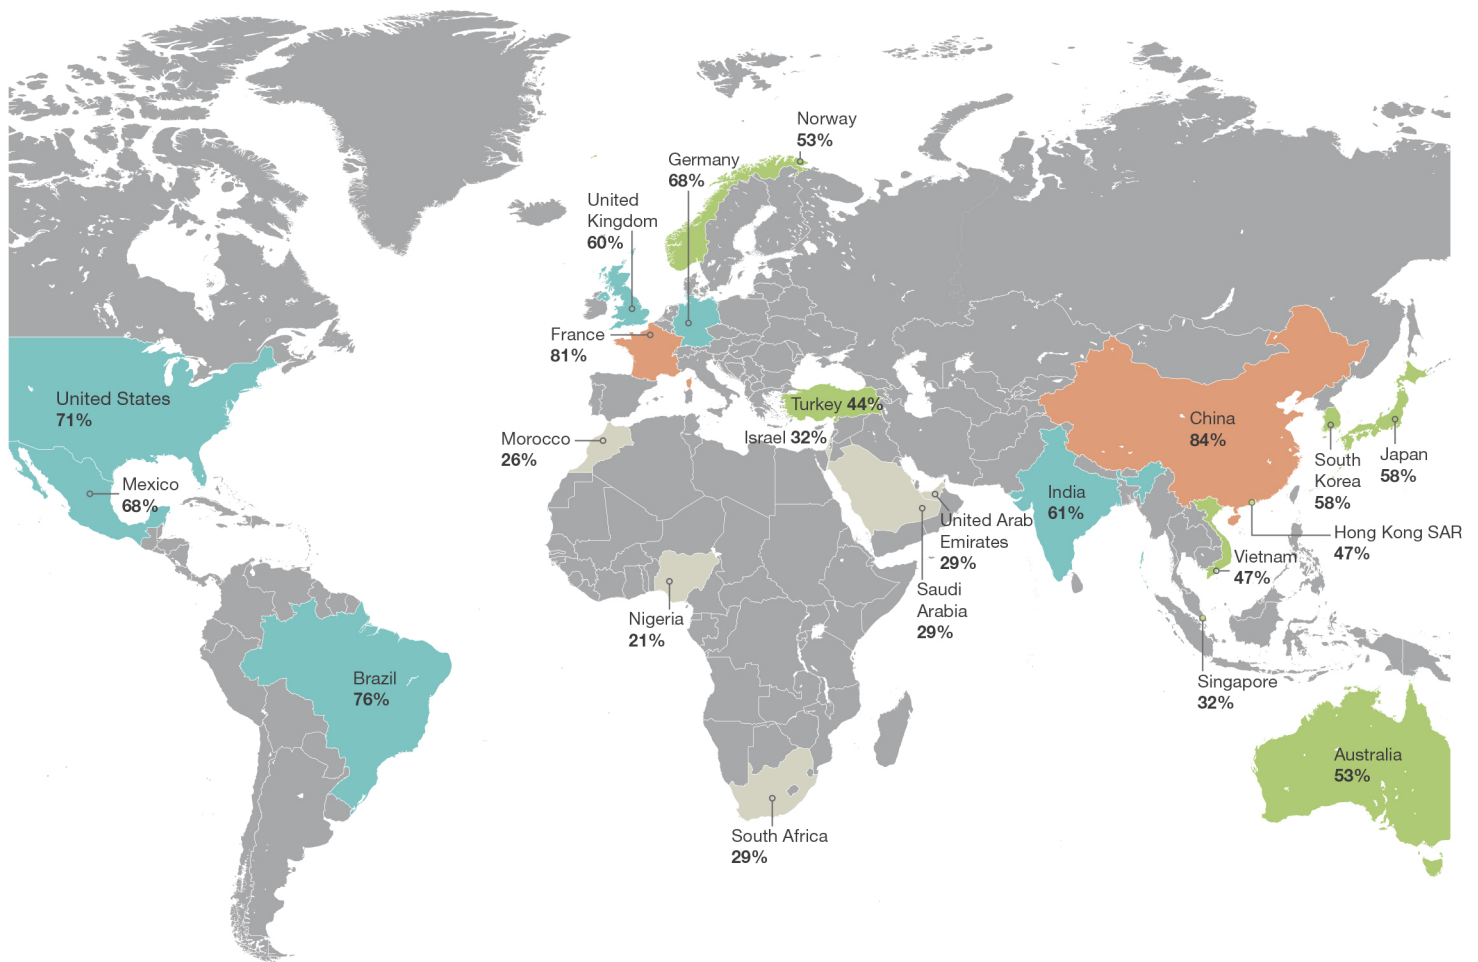 Norway
53%
Germany
68%
United
Kingdom
60%
France
81%
United States
71%
Turkey 44%
China
84%
Morocco
26%
Israel 32%
South
Korea
58%
Japan
58%
Mexico
68%
India
61%
United Arab
Emirates
29%
Hong Kong SAR
47%
Vietnam
47%
Saudi
Arabia
29%
Nigeria
21%
Brazil
76%
Singapore
32%
Australia
53%
South Africa
29%